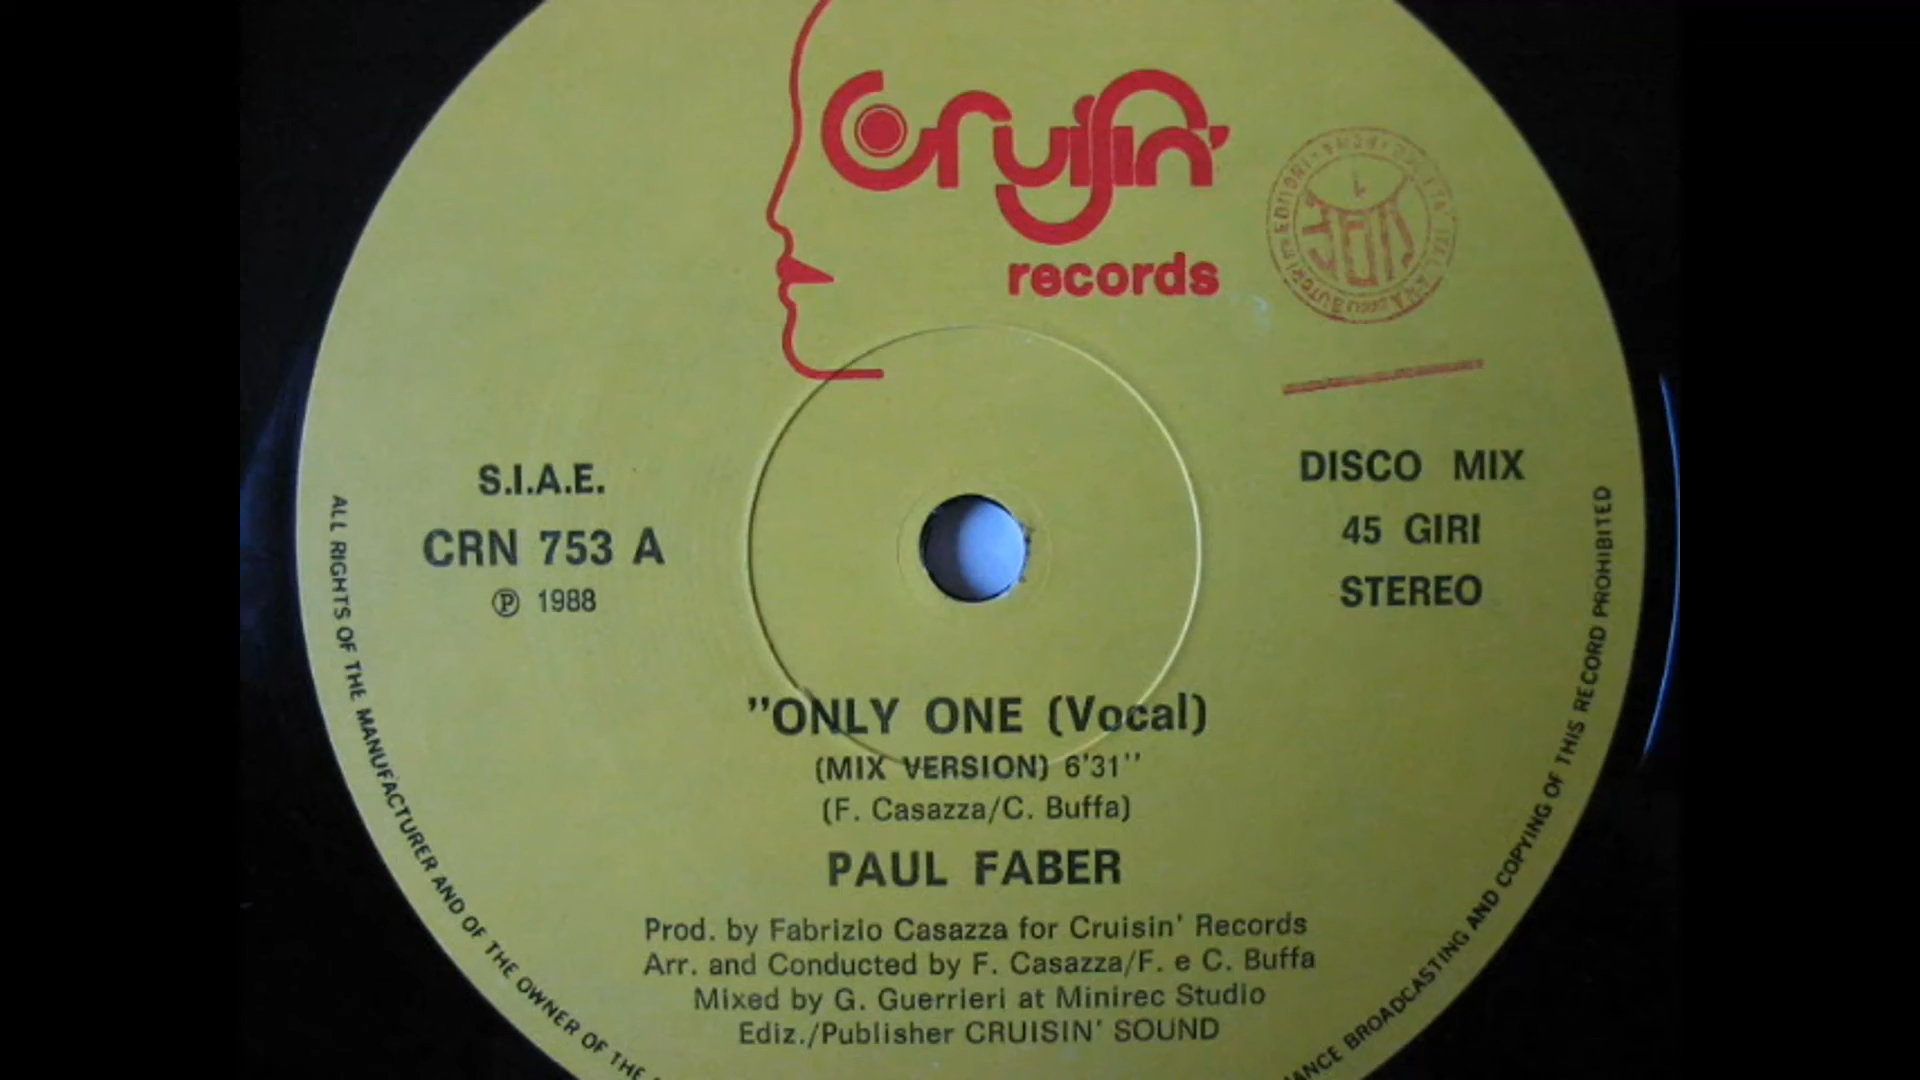 Cruisin'
records
S.I.A.E.
CRN 753 A
Ⓟ 1988
DISCO MIX
45 GIRI
STEREO
"ONLY ONE (Vocal)
(MIX VERSION) 6'31''
(F. Casazza/C. Buffa)
PAUL FABER
Prod. by Fabrizio Casazza for Cruisin' Records
Arr. and Conducted by F. Casazza/F. e C. Buffa
Mixed by G. Guerrieri at Minirec Studio
Ediz./Publisher CRUISIN' SOUND
ALL RIGHTS OF THE MANUFACTURER AND OF THE OWNER OF THE
BROADCASTING AND COPYING OF THIS RECORD PROHIBITED